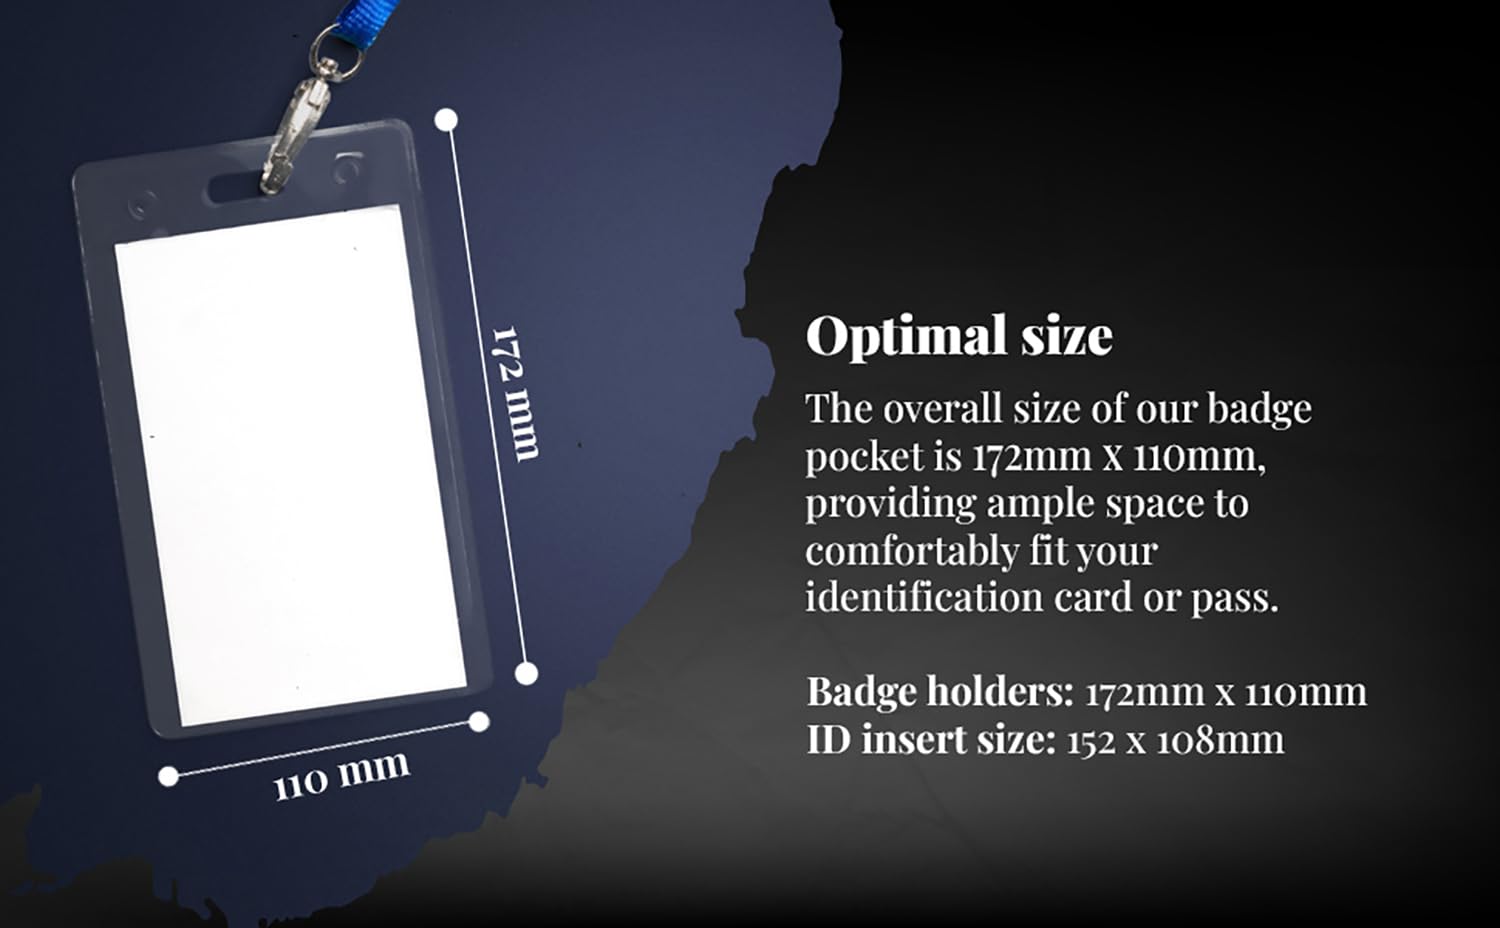 172 mm
110 mm
Optimal size
The overall size of our badge
pocket is 172mm X 110mm,
providing ample space to
comfortably fit your
identification card or pass.
Badge holders: 172mm x 110mm
ID insert size: 152 x 108mm